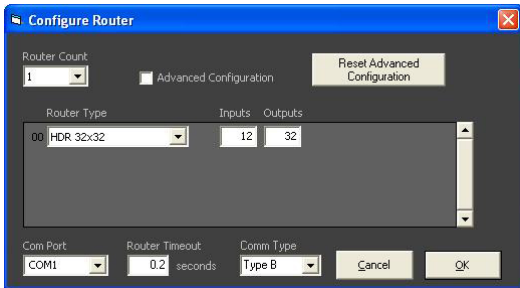 Configure Router
Router Count
1
Advanced Configuration
Reset Advanced
Configuration
Router Type Inputs Outputs
00 HDR 32x32 12 32
Com Port Router Timeout Comm Type
COM1 0.2 seconds Type B Cancel OK